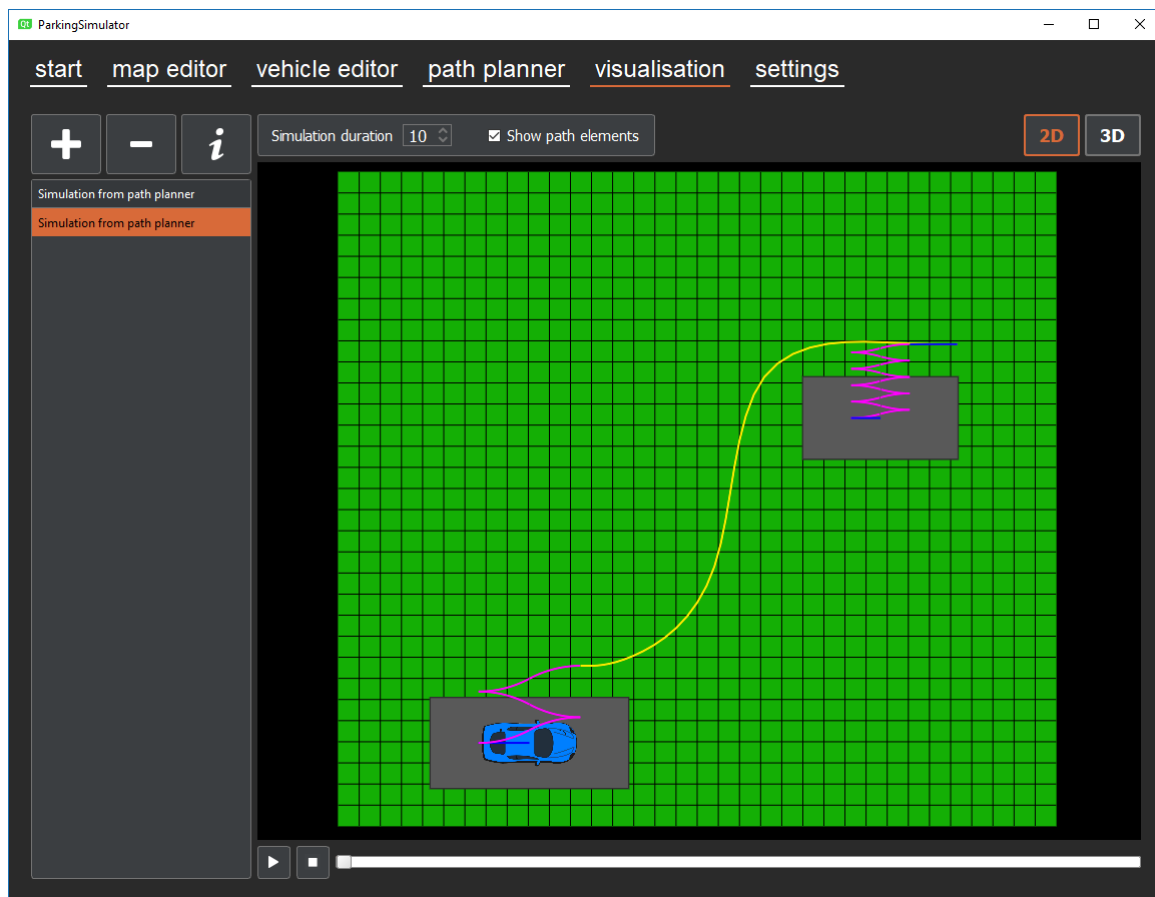 Qt ParkingSimulator
start map editor vehicle editor path planner visualisation settings
i Simulation duration 10 Show path elements 2D 3D
Simulation from path planner
Simulation from path planner